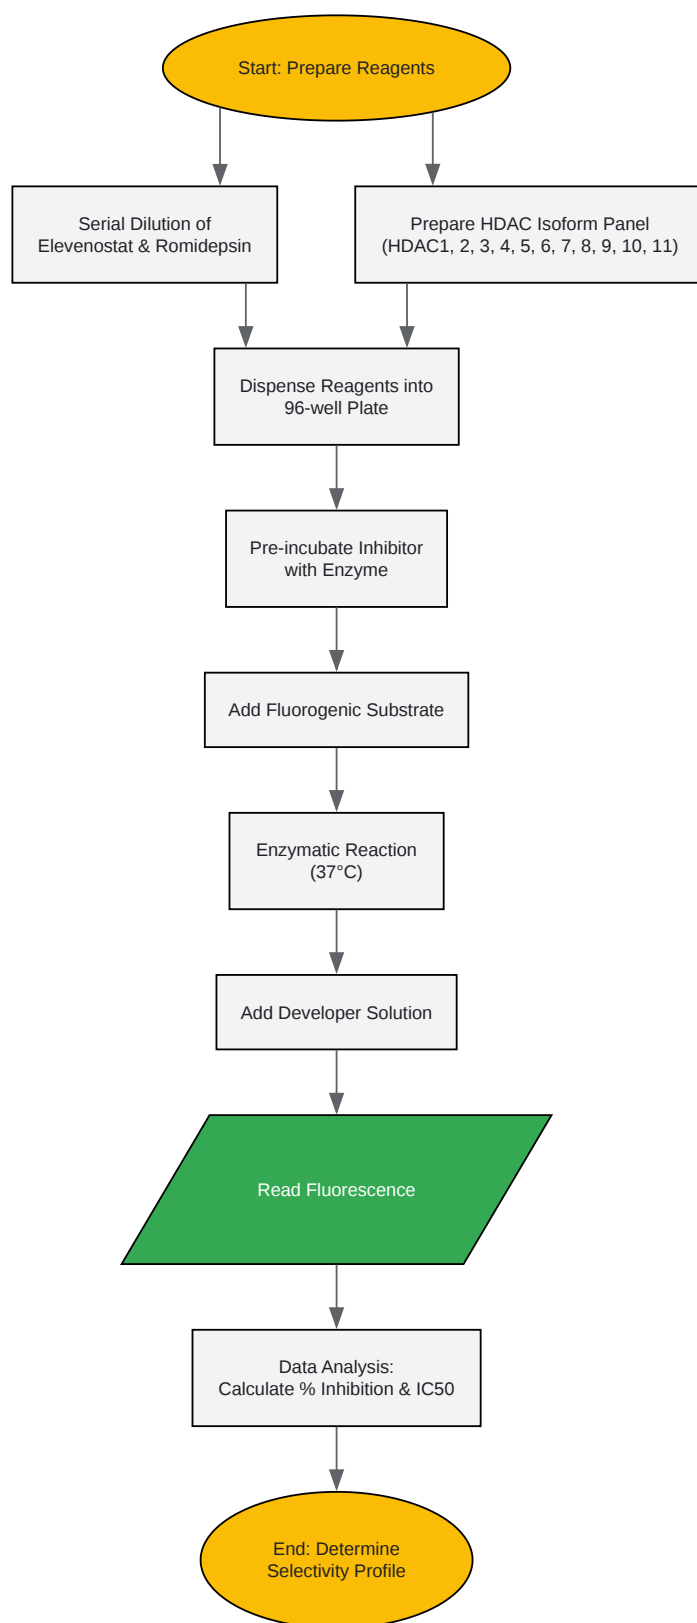 Start: Prepare Reagents
Serial Dilution of
Elevenostat & Romidepsin
Prepare HDAC Isoform Panel
(HDAC1, 2, 3, 4, 5, 6, 7, 8, 9, 10, 11)
Dispense Reagents into
96-well Plate
Pre-incubate Inhibitor
with Enzyme
Add Fluorogenic Substrate
Enzymatic Reaction
(37°C)
Add Developer Solution
Read Fluorescence
Data Analysis:
Calculate % Inhibition & IC50
End: Determine
Selectivity Profile